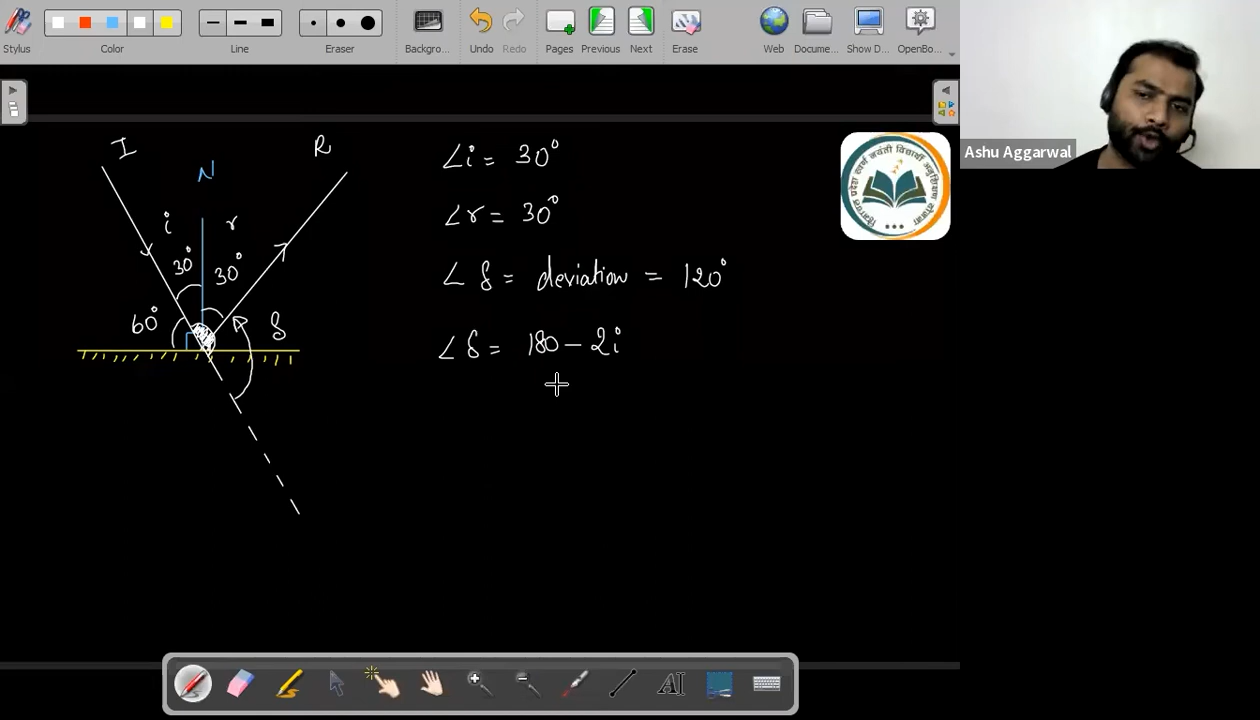 Stylus
Color
Line
Eraser
Backgro...
Undo
Redo
Pages
Previous
Next
Erase
Web
Docume...
Show D...
OpenBo...
Ashu Aggarwal
I
N
R
i
r
30°
30°
60°
δ
∠i = 30°
∠r = 30°
∠δ = deviation = 120°
∠δ = 180 - 2i